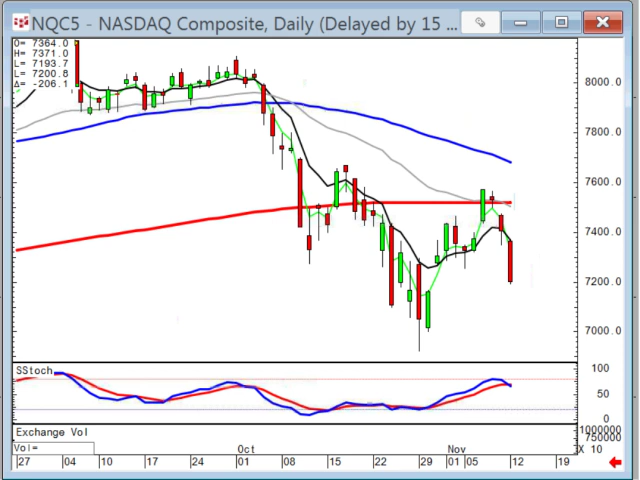 NQC5 - NASDAQ Composite, Daily (Delayed by 15 ...
O= 7364.0
H= 7371.0
L= 7193.7
L= 7200.8
Δ= -206.1
8000.0
7800.0
7600.0
7400.0
7200.0
7000.0
SStoch
100
50
0
Exchange Vol
1000000
750000
Vol=
X 10
Oct
Nov
27
04
10
17
24
01
08
15
22
29
01
05
12
19